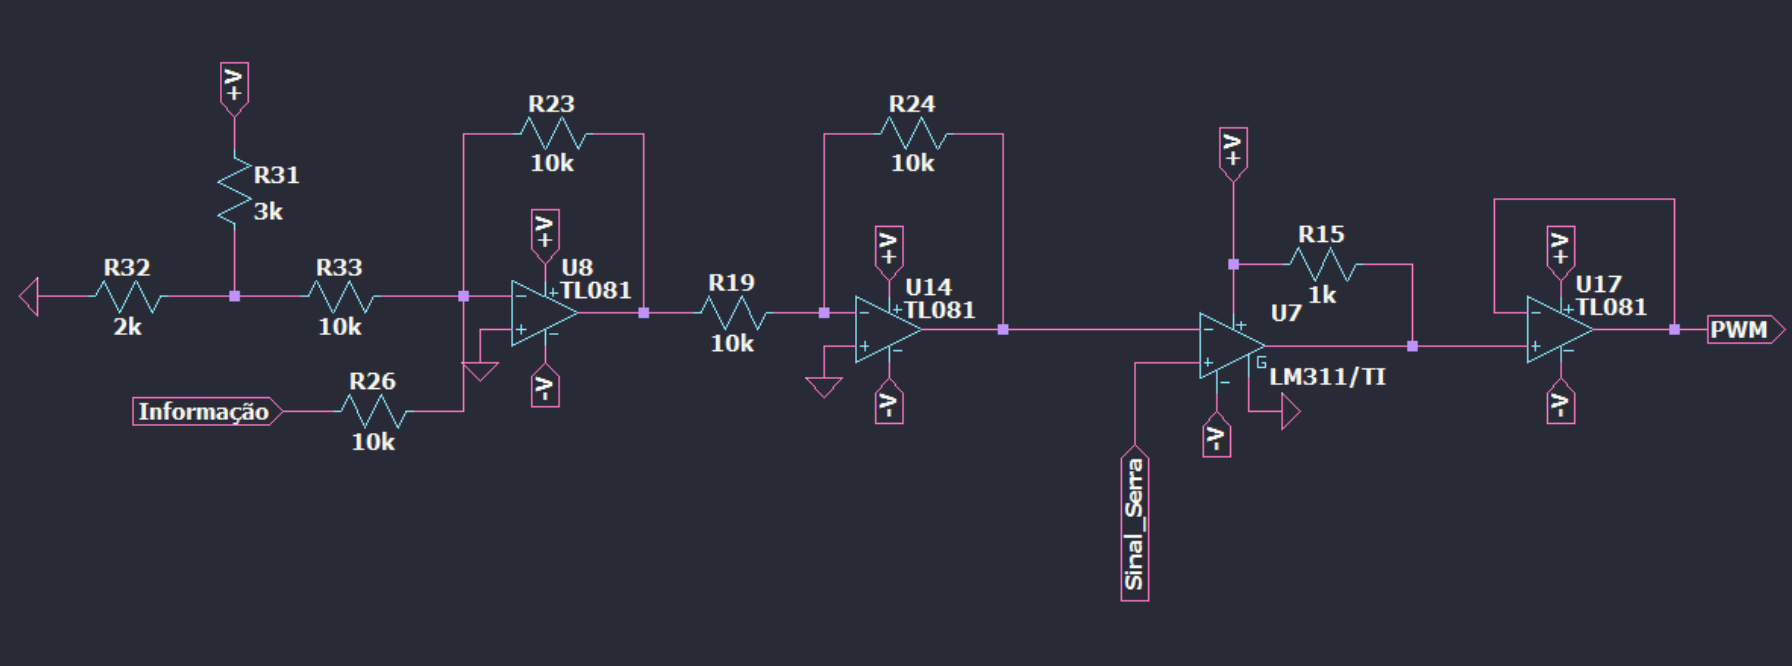 +V
R31
3k
R32
2k
R33
10k
Informação
R26
10k
R23
10k
+V
U8
TL081
-V
R19
10k
R24
10k
+V
U14
TL081
-V
+V
R15
1k
U7
LM311/TI
G
-V
Sinal_Serra
+V
U17
TL081
-V
PWM